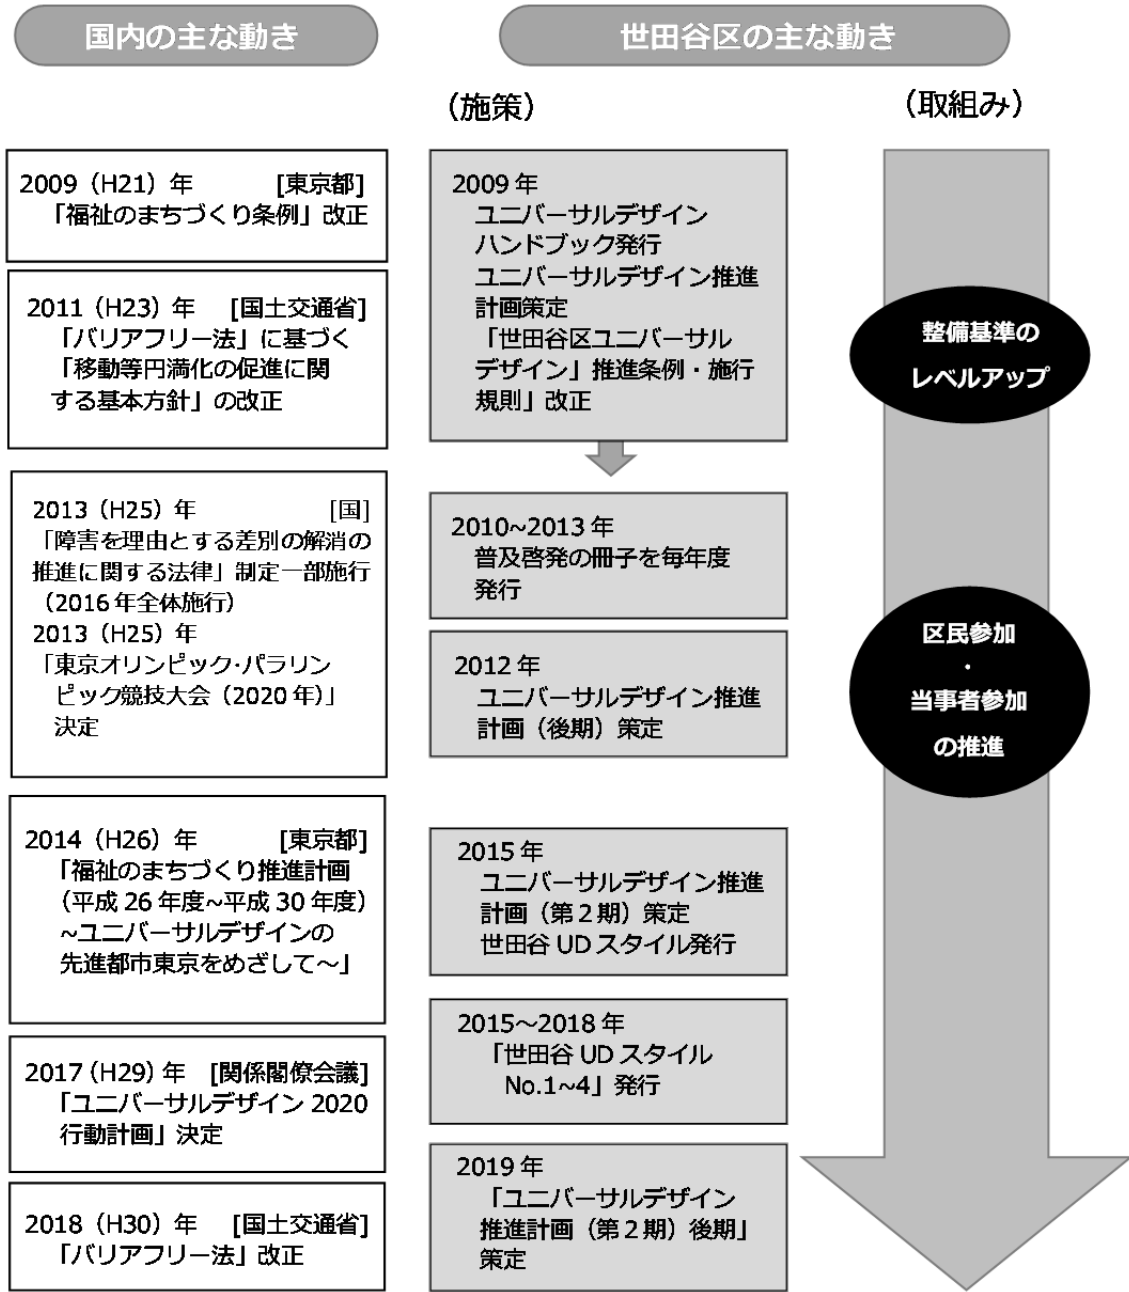 国内の主な動き
世田谷区の主な動き
（施策）
（取組み）
2009（H21）年 [東京都]
「福祉のまちづくり条例」改正
2011（H23）年 [国土交通省]
「バリアフリー法」に基づく
「移動等円満化の促進に関
する基本方針」の改正
2013（H25）年 [国]
「障害を理由とする差別の解消の
推進に関する法律」制定一部施行
（2016年全体施行）
2013（H25）年
「東京オリンピック･パラリン
ピック競技大会（2020年）」
決定
2014（H26）年 [東京都]
「福祉のまちづくり推進計画
（平成26年度~平成30年度）
~ユニバーサルデザインの
先進都市東京をめざして～」
2017（H29）年 [関係閣僚会議]
「ユニバーサルデザイン2020
行動計画」決定
2018（H30）年 [国土交通省]
「バリアフリー法」改正
2009年
ユニバーサルデザイン
ハンドブック発行
ユニバーサルデザイン推進
計画策定
「世田谷区ユニバーサル
デザイン」推進条例・施行
規則」改正
2010~2013年
普及啓発の冊子を毎年度
発行
2012年
ユニバーサルデザイン推進
計画（後期）策定
2015年
ユニバーサルデザイン推進
計画（第２期）策定
世田谷UDスタイル発行
2015～2018年
「世田谷UDスタイル
No.1~4」発行
2019年
「ユニバーサルデザイン
推進計画（第２期）後期」
策定
整備基準の
レベルアップ
区民参加
・
当事者参加
の推進